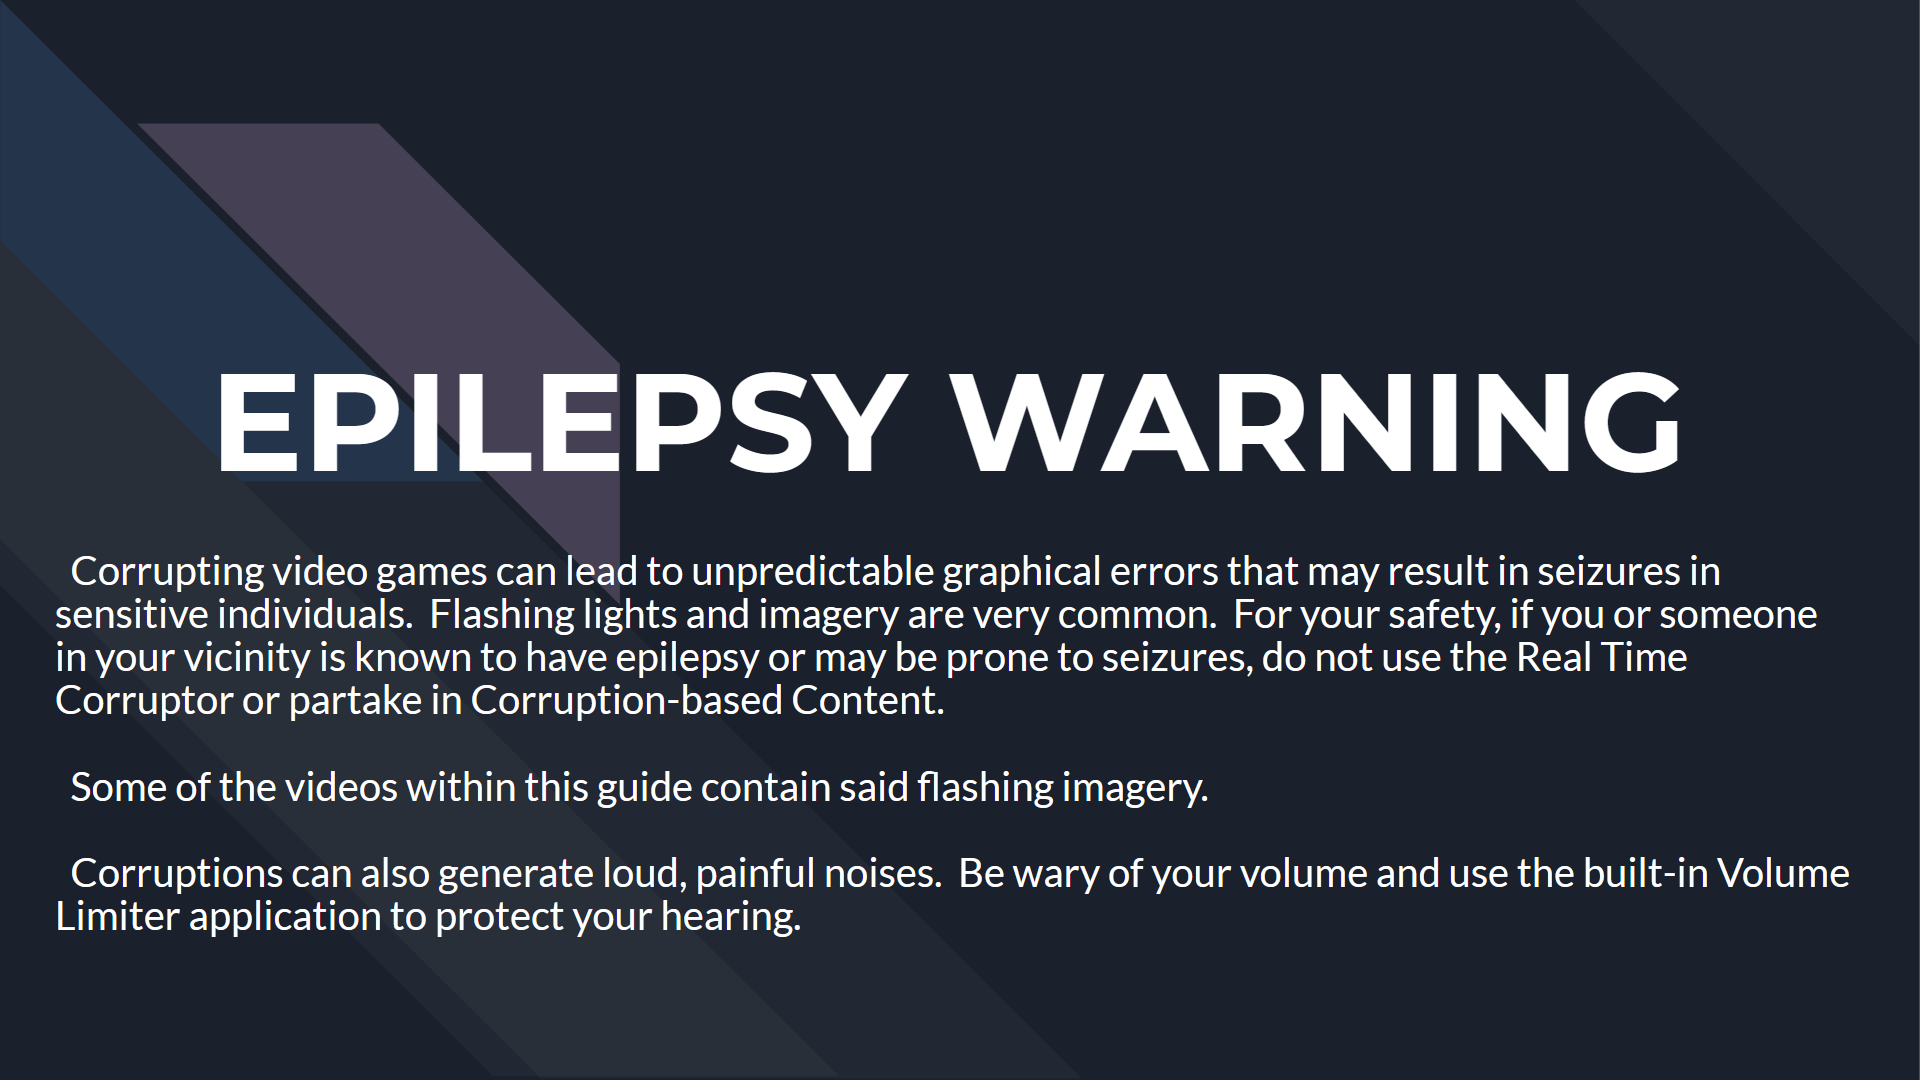 EPILEPSY WARNING
Corrupting video games can lead to unpredictable graphical errors that may result in seizures in
sensitive individuals.  Flashing lights and imagery are very common.  For your safety, if you or someone
in your vicinity is known to have epilepsy or may be prone to seizures, do not use the Real Time
Corruptor or partake in Corruption-based Content.
Some of the videos within this guide contain said flashing imagery.
Corruptions can also generate loud, painful noises.  Be wary of your volume and use the built-in Volume
Limiter application to protect your hearing.